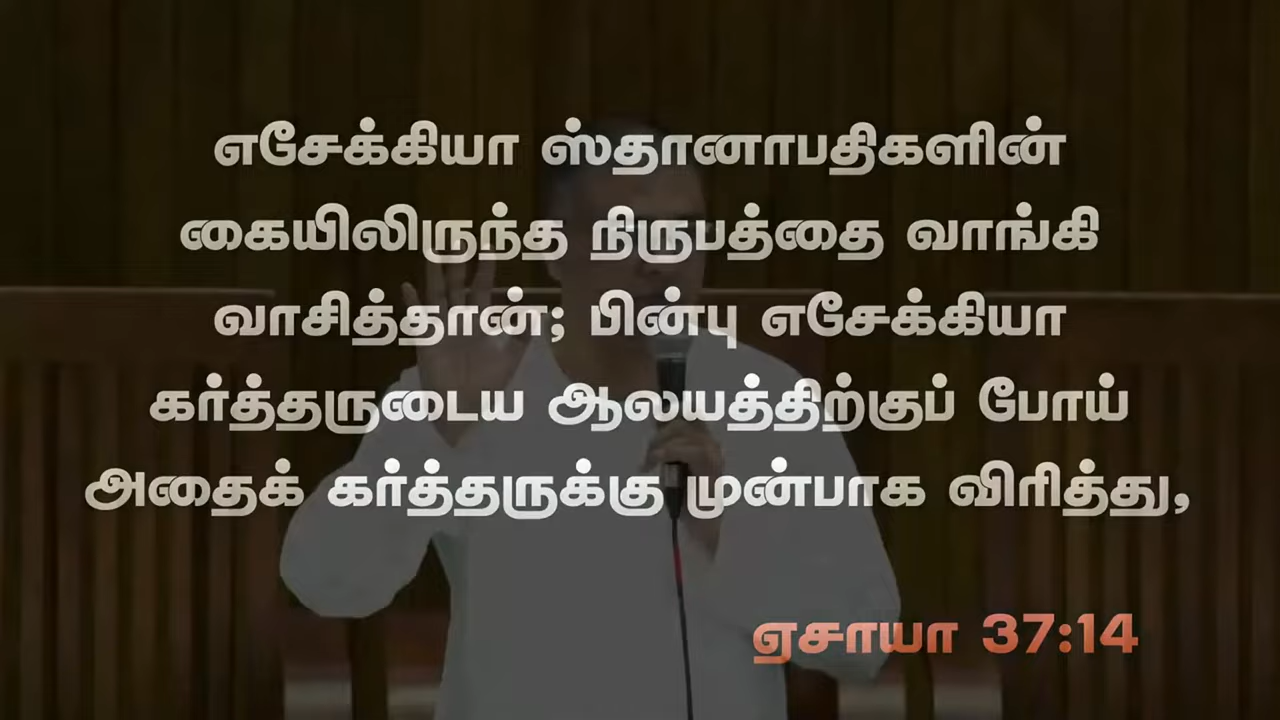 எசேக்கியா ஸ்தானாபதிகளின்
கையிலிருந்த நிருபத்தை வாங்கி
வாசித்தான்; பின்பு எசேக்கியா
கர்த்தருடைய ஆலயத்திற்குப் போய்
அதைக் கர்த்தருக்கு முன்பாக விரித்து,
ஏசாயா 37:14